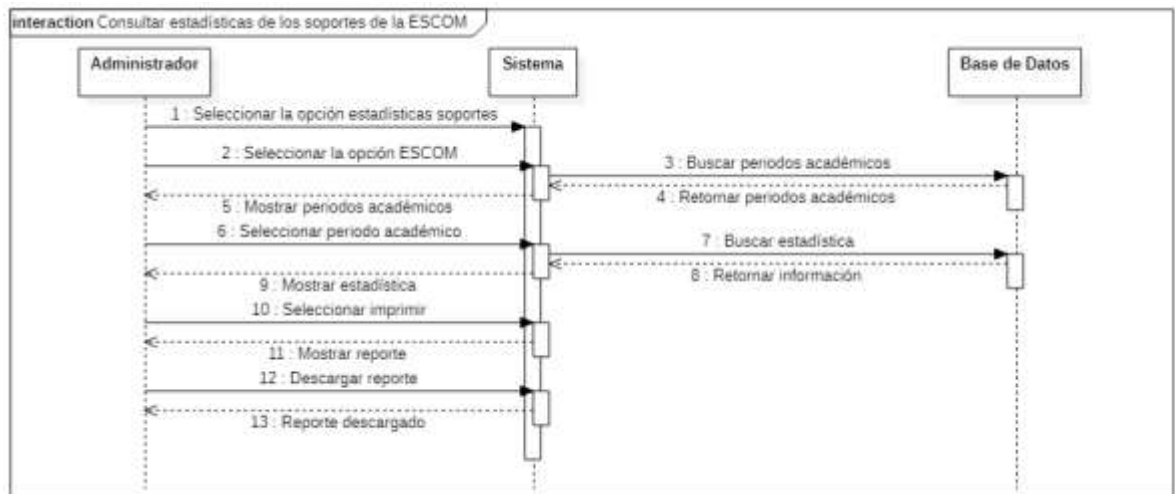 interaction Consultar estadísticas de los soportes de la ESCOM
Administrador
Sistema
Base de Datos
1 : Seleccionar la opción estadísticas soportes
2 : Seleccionar la opción ESCOM
3 : Buscar periodos académicos
4 : Retornar periodos académicos
5 : Mostrar periodos académicos
6 : Seleccionar periodo académico
7 : Buscar estadística
8 : Retornar información
9 : Mostrar estadística
10 : Seleccionar imprimir
11 : Mostrar reporte
12 : Descargar reporte
13 : Reporte descargado